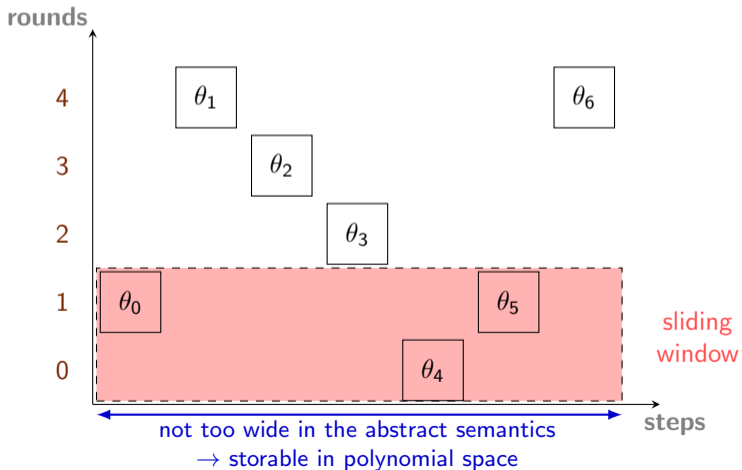 rounds
4
θ1
θ6
3
θ2
2
θ3
1
θ0
θ5
sliding
window
0
θ4
steps
not too wide in the abstract semantics
→ storable in polynomial space